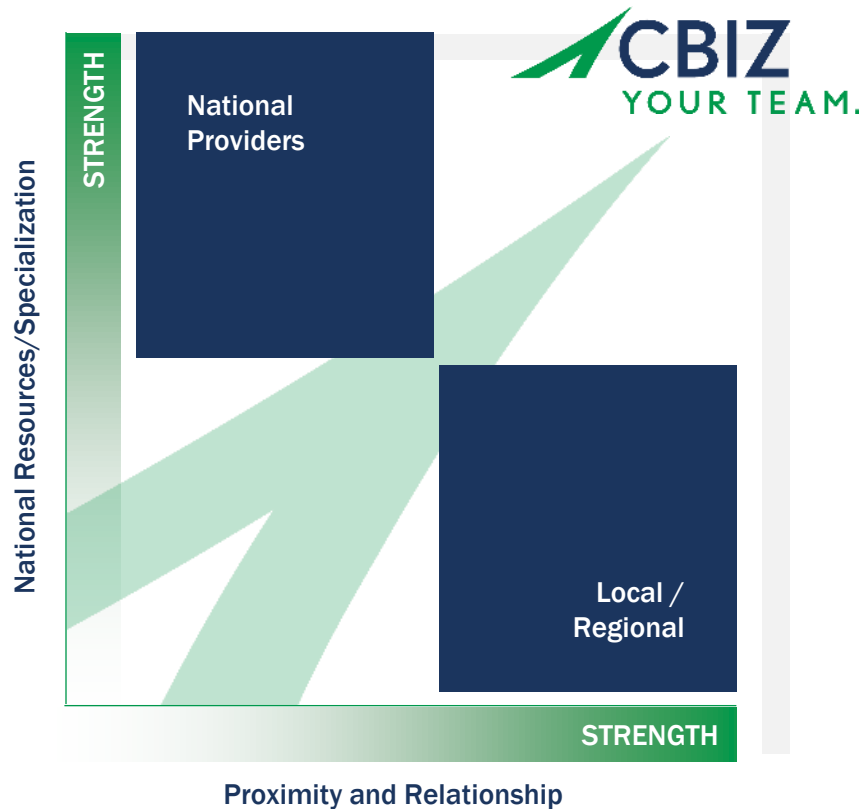 CBIZ
YOUR TEAM.
STRENGTH
National
Providers
National Resources/Specialization
Local /
Regional
STRENGTH
Proximity and Relationship